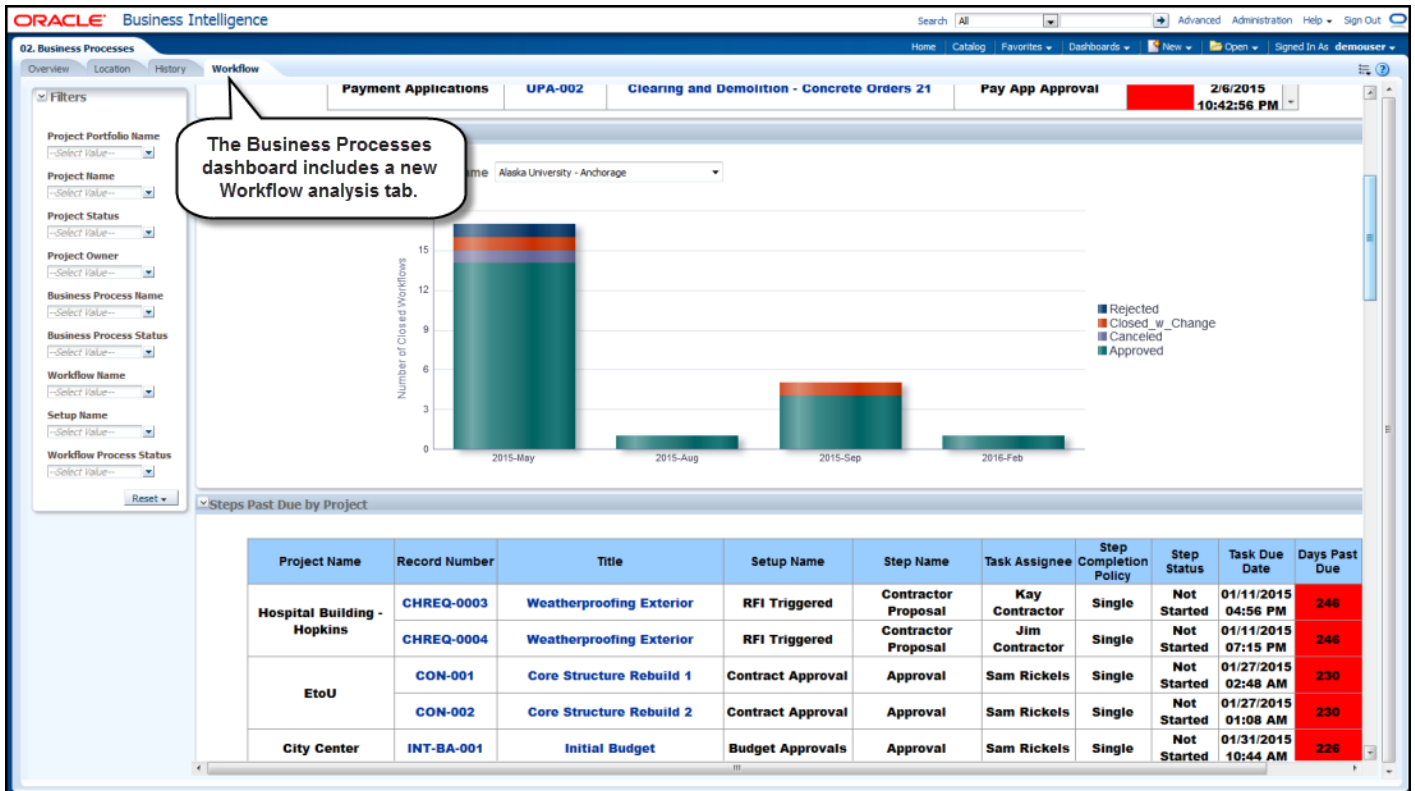 ORACLE Business Intelligence
Search All Advanced Administration Help Sign Out
02. Business Processes
Home Catalog Favorites Dashboards New Open Signed In As demouser
Overview Location History Workflow
Filters
Project Portfolio Name
--Select Value--
Project Name
--Select Value--
Project Status
--Select Value--
Project Owner
--Select Value--
Business Process Name
--Select Value--
Business Process Status
--Select Value--
Workflow Name
--Select Value--
Setup Name
--Select Value--
Workflow Process Status
--Select Value--
Reset
The Business Processes
dashboard includes a new
Workflow analysis tab.
Payment Applications UPA-002 Clearing and Demolition - Concrete Orders 21 Pay App Approval 2/6/2015
10:42:56 PM
Alaska University - Anchorage
Number of Closed Workflows
15
12
9
6
3
0
2015-May 2015-Aug 2015-Sep 2016-Feb
Rejected
Closed_w_Change
Canceled
Approved
Steps Past Due by Project
Project Name Record Number Title Setup Name Step Name Task Assignee Step Completion Policy Step Status Task Due Date Days Past Due
Hospital Building - Hopkins CHREQ-0003 Weatherproofing Exterior RFI Triggered Contractor Proposal Kay Contractor Single Not Started 01/11/2015 04:56 PM 246
CHREQ-0004 Weatherproofing Exterior RFI Triggered Contractor Proposal Jim Contractor Single Not Started 01/11/2015 07:15 PM 246
EtoU CON-001 Core Structure Rebuild 1 Contract Approval Approval Sam Rickels Single Not Started 01/27/2015 02:48 AM 230
CON-002 Core Structure Rebuild 2 Contract Approval Approval Sam Rickels Single Not Started 01/27/2015 01:08 AM 230
City Center INT-BA-001 Initial Budget Budget Approvals Approval Sam Rickels Single Not Started 01/31/2015 10:44 AM 226